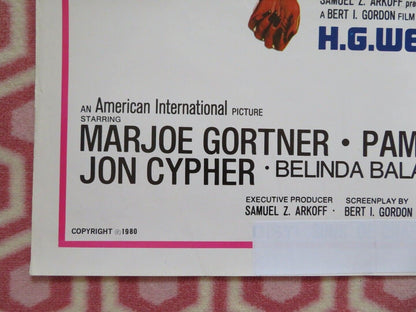 SAMUEL Z. ARKOFF pre
A BERT I. GORDON FILM
H.G.WE
AN American International PICTURE
STARRING
MARJOE GORTNER · PAM
JON CYPHER · BELINDA BALA
EXECUTIVE PRODUCER SCREENPLAY BY
SAMUEL Z. ARKOFF · BERT I. GORDON
COPYRIGHT ©1980